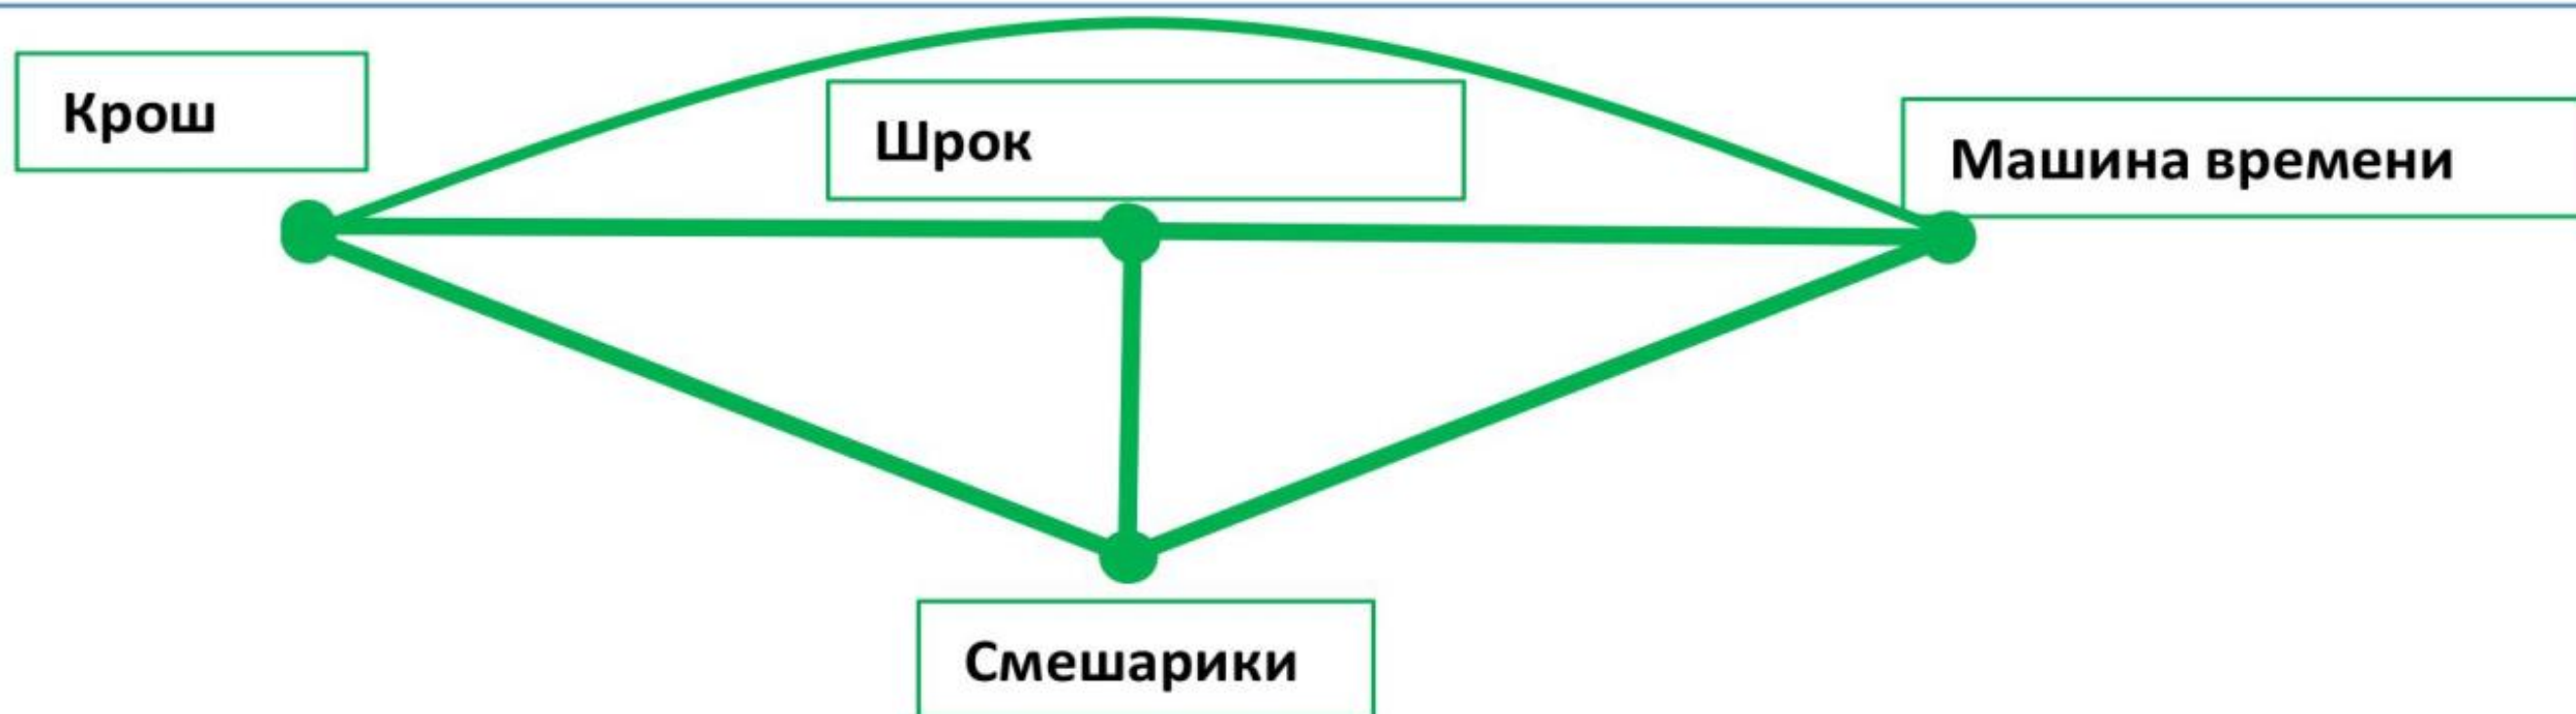 Крош
Шрок
Машина времени
Смешарики